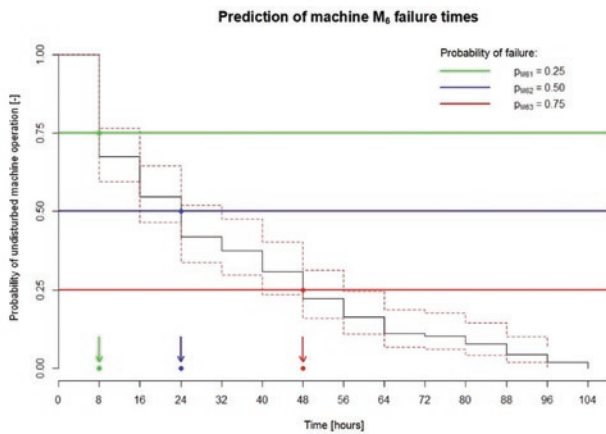 Prediction of machine M₆ failure times
Probability of failure:
pM61 = 0.25
pM62 = 0.50
pM63 = 0.75
Probability of undisturbed machine operation [-]
1.00
0.75
0.50
0.25
0.00
0 8 16 24 32 40 48 56 64 72 80 88 96 104
Time [hours]